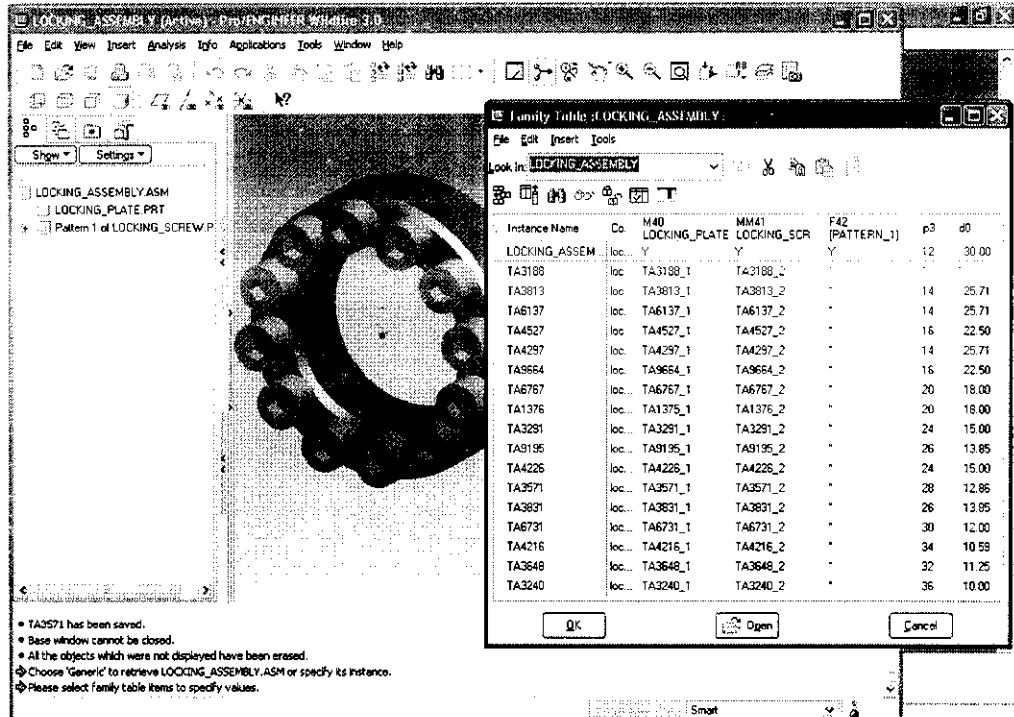 LOCKING_ASSEMBLY (Active) - Pro/ENGINEER Wildfire 3.0
File Edit View Insert Analysis Info Applications Tools Window Help
Show Settings
LOCKING_ASSEMBLY.ASM
LOCKING_PLATE.PRT
Pattern 1 of LOCKING_SCREW.P
Family Table :LOCKING_ASSEMBLY
File Edit Insert Tools
Look In: LOCKING_ASSEMBLY
Instance Name Co. M40 LOCKING_PLATE MM41 LOCKING_SCR F42 [PATTERN_1] p3 d0
LOCKING_ASSEM... loc... Y Y Y 12 30.00
TA3188 loc TA3188_1 TA3188_2 * * *
TA3813 loc TA3813_1 TA3813_2 * 14 25.71
TA6137 loc. TA6137_1 TA6137_2 * 14 25.71
TA4527 loc. TA4527_1 TA4527_2 * 16 22.50
TA4297 loc. TA4297_1 TA4297_2 * 14 25.71
TA9664 loc. TA9664_1 TA9664_2 * 16 22.50
TA6767 loc... TA6767_1 TA6767_2 * 20 18.00
TA1376 loc... TA1375_1 TA1376_2 * 20 18.00
TA3291 loc... TA3291_1 TA3291_2 * 24 15.00
TA9195 loc... TA9195_1 TA9195_2 * 26 13.85
TA4226 loc... TA4226_1 TA4226_2 * 24 15.00
TA3571 loc... TA3571_1 TA3571_2 * 28 12.86
TA3831 loc... TA3831_1 TA3831_2 * 26 13.85
TA6731 loc... TA6731_1 TA6731_2 * 30 12.00
TA4216 loc... TA4216_1 TA4216_2 * 34 10.59
TA3648 loc... TA3648_1 TA3648_2 * 32 11.25
TA3240 loc... TA3240_1 TA3240_2 * 36 10.00
OK Open Cancel
• TA3571 has been saved.
• Base window cannot be closed.
• All the objects which were not displayed have been erased.
Choose 'Generic' to retrieve LOCKING_ASSEMBLY.ASM or specify its instance.
Please select family table items to specify values.
Smart